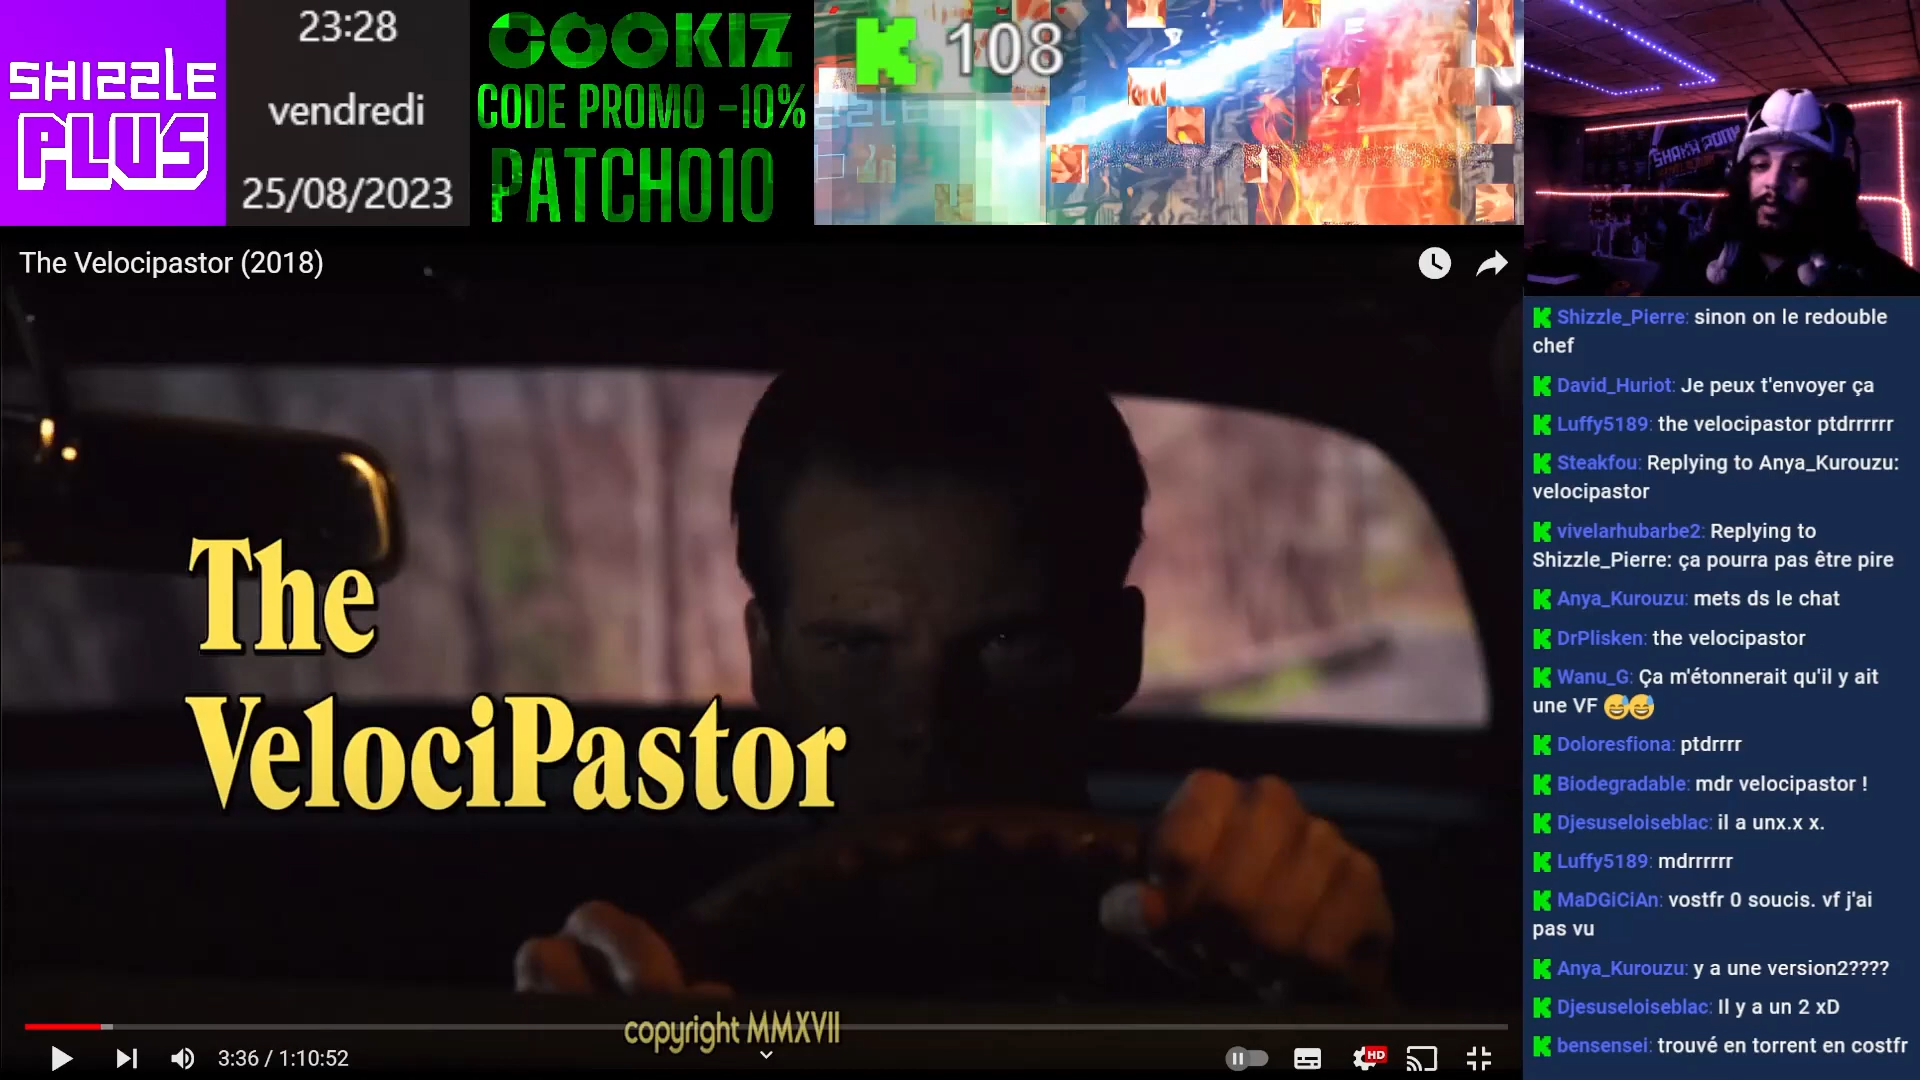 SHIZZLE
PLUS
23:28
vendredi
25/08/2023
COOKIZ
CODE PROMO -10%
PATCHO10
108
SHAKA PONK
The Velocipastor (2018)
The
VelociPastor
copyright MMXVII
3:36 / 1:10:52
HD
Shizzle_Pierre: sinon on le redouble
chef
David_Huriot: Je peux t'envoyer ça
Luffy5189: the velocipastor ptdrrrrrr
Steakfou: Replying to Anya_Kurouzu:
velocipastor
vivelarhubarbe2: Replying to
Shizzle_Pierre: ça pourra pas être pire
Anya_Kurouzu: mets ds le chat
DrPlisken: the velocipastor
Wanu_G: Ça m'étonnerait qu'il y ait
une VF 😅😅
Doloresfiona: ptdrrrr
Biodegradable: mdr velocipastor !
Djesuseloiseblac: il a unx.x x.
Luffy5189: mdrrrrrr
MaDGiCiAn: vostfr 0 soucis. vf j'ai
pas vu
Anya_Kurouzu: y a une version2????
Djesuseloiseblac: Il y a un 2 xD
bensensei: trouvé en torrent en costfr